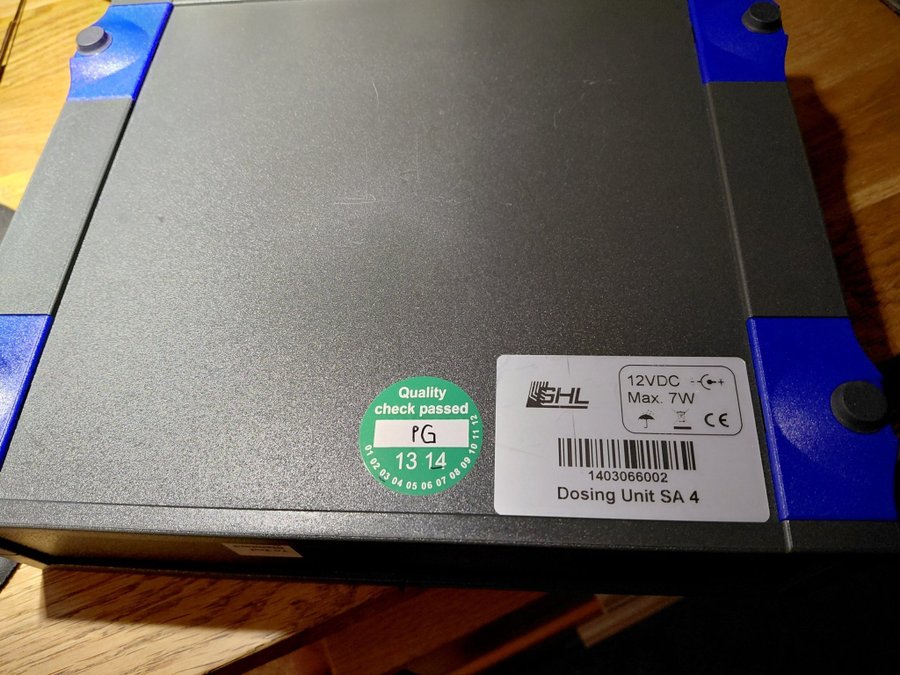 Quality
check passed
PG
13 14
01 02 03 04 05 06 07 08 09 10 11 12
GHL
12VDC - +
Max. 7W
CE
1403066002
Dosing Unit SA 4